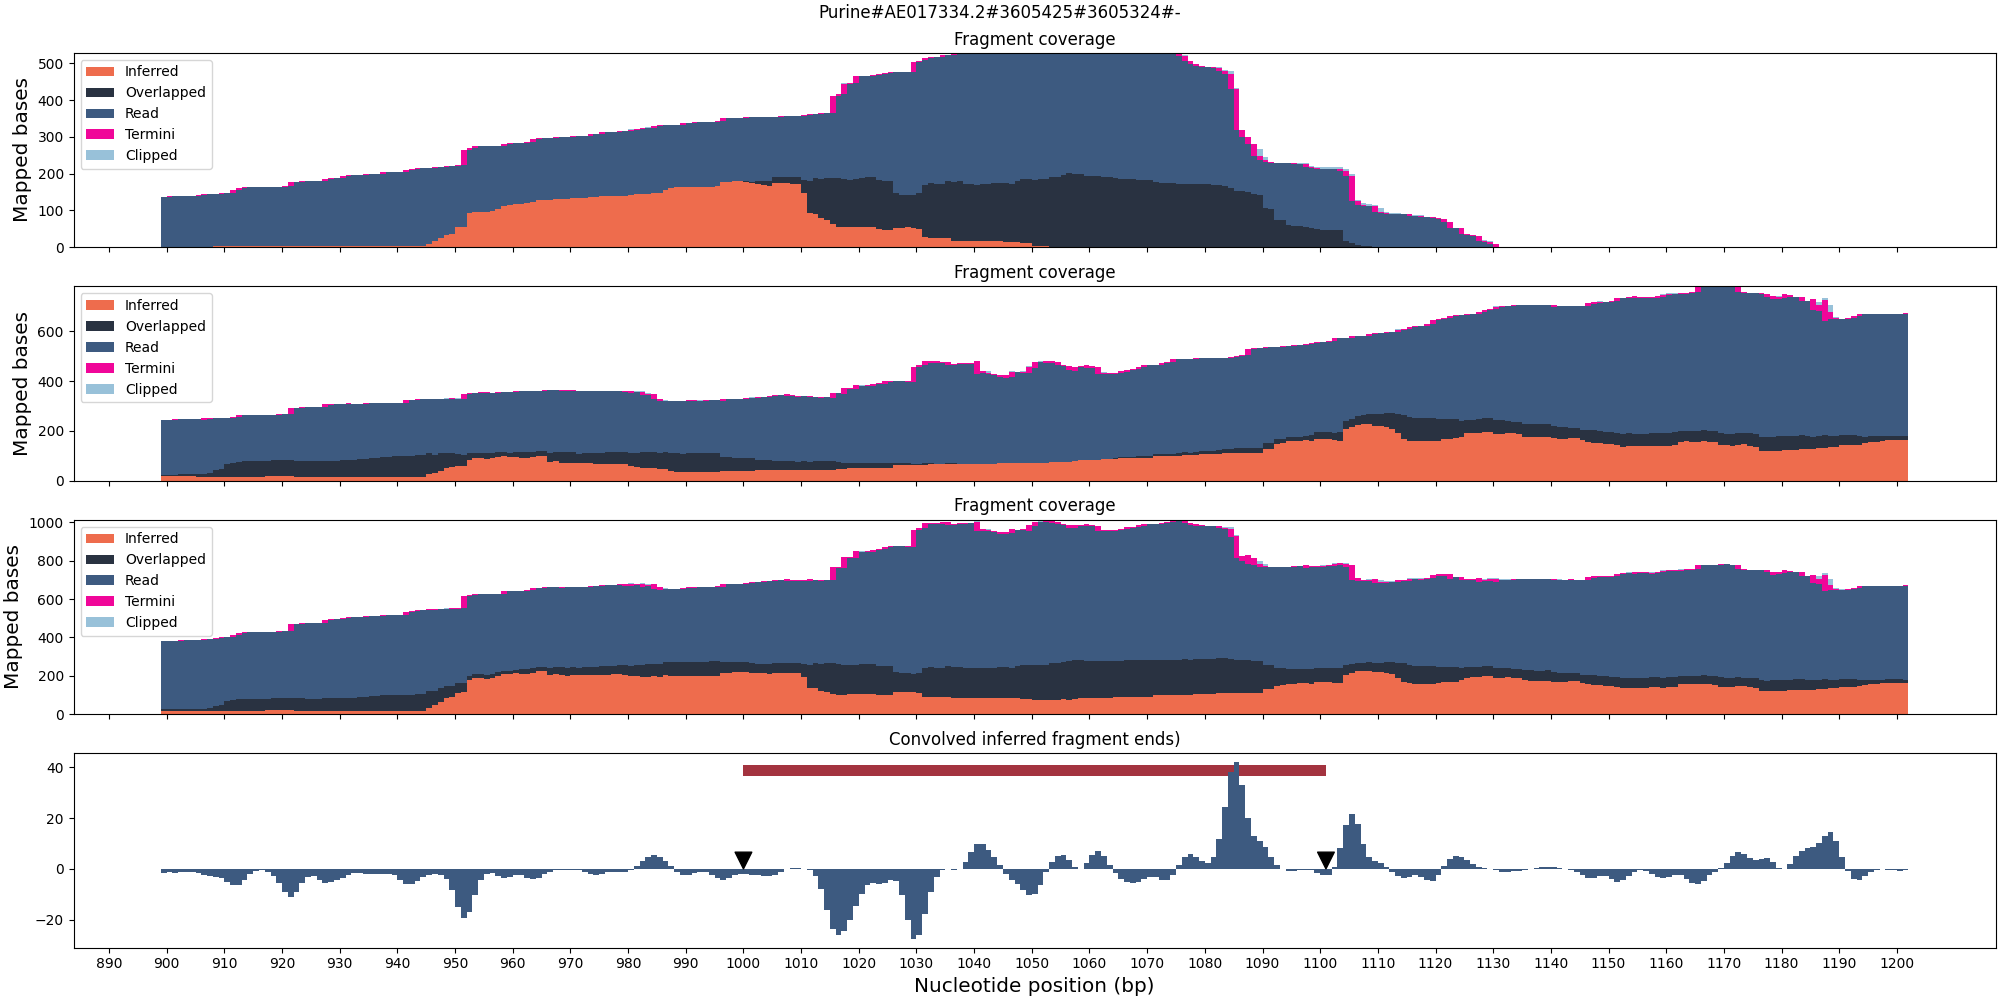 Purine#AE017334.2#3605425#3605324#-
Fragment coverage
Mapped bases
500
400
300
200
100
0
Inferred
Overlapped
Read
Termini
Clipped
Fragment coverage
Mapped bases
600
400
200
0
Inferred
Overlapped
Read
Termini
Clipped
Fragment coverage
Mapped bases
1000
800
600
400
200
0
Inferred
Overlapped
Read
Termini
Clipped
Convolved inferred fragment ends)
40
20
0
−20
890 900 910 920 930 940 950 960 970 980 990 1000 1010 1020 1030 1040 1050 1060 1070 1080 1090 1100 1110 1120 1130 1140 1150 1160 1170 1180 1190 1200
Nucleotide position (bp)